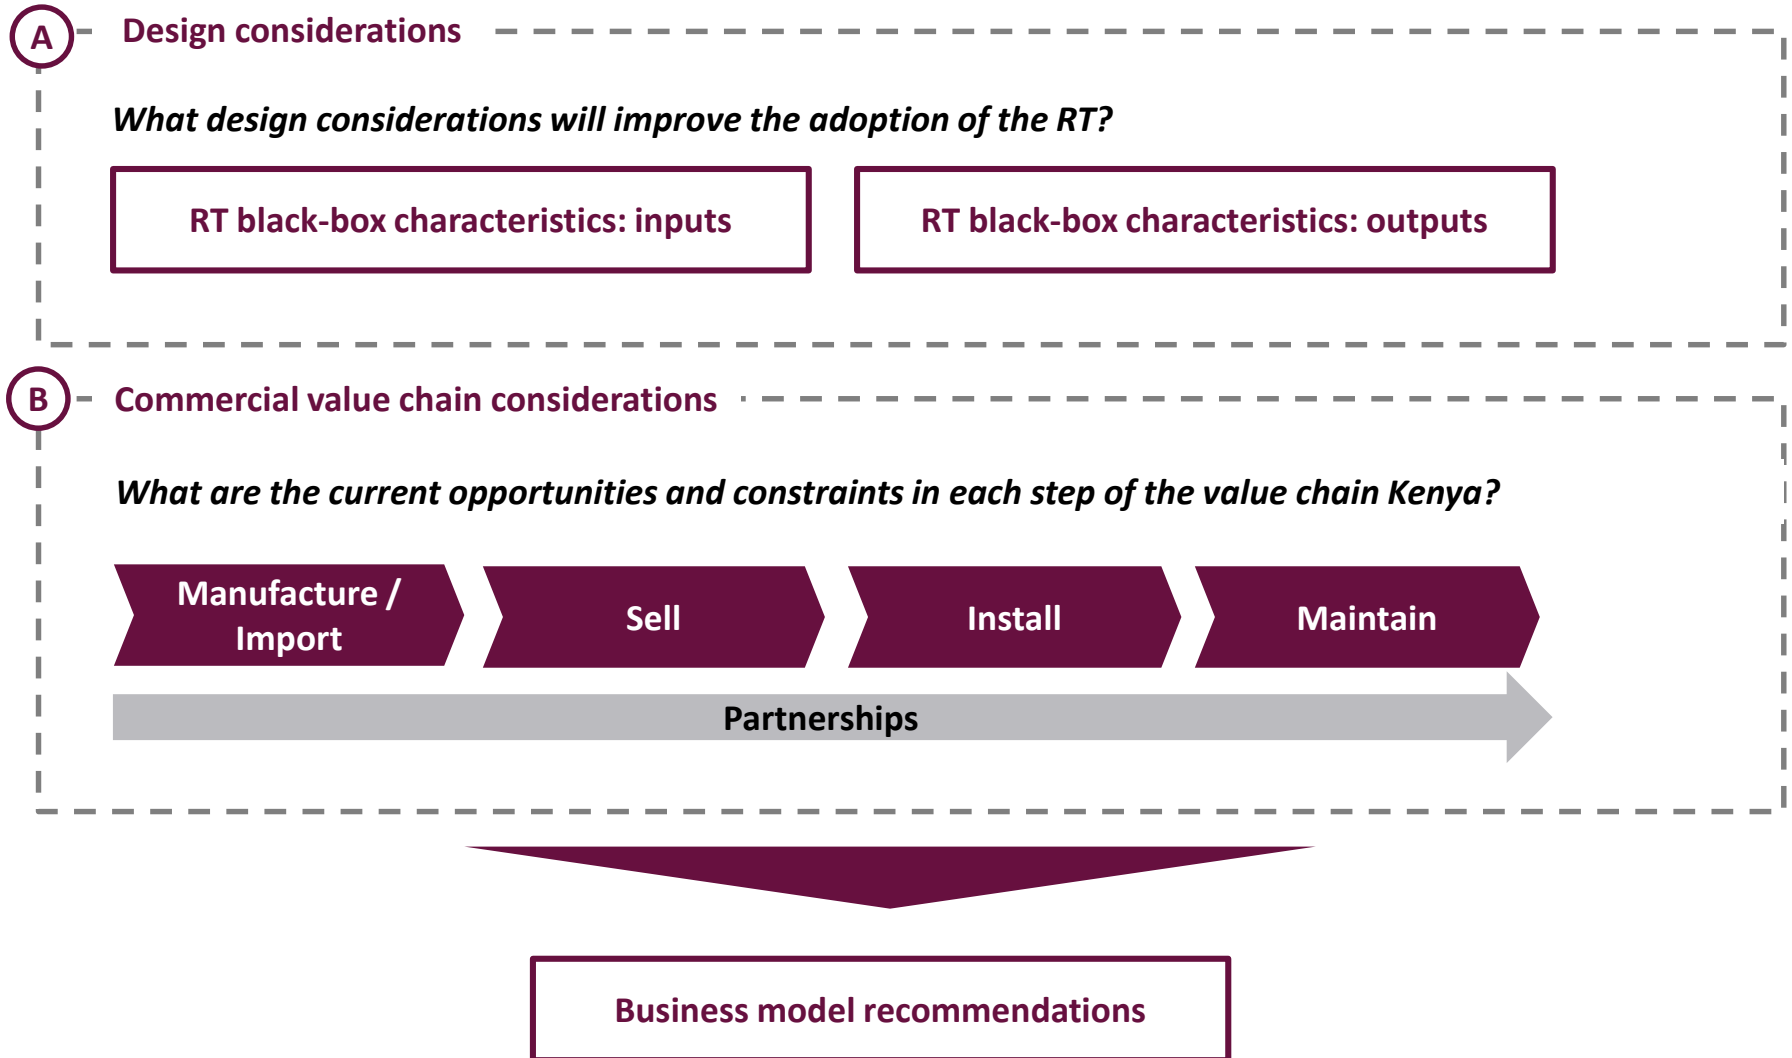 A
Design considerations
What design considerations will improve the adoption of the RT?
RT black-box characteristics: inputs
RT black-box characteristics: outputs
B
Commercial value chain considerations
What are the current opportunities and constraints in each step of the value chain Kenya?
Manufacture /
Import
Sell
Install
Maintain
Partnerships
Business model recommendations